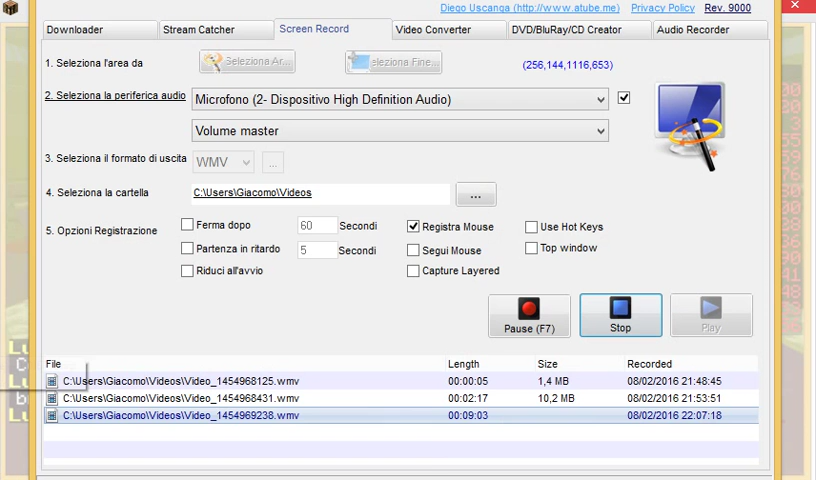 Diego Uscanga (http://www.atube.me) Privacy Policy Rev. 9000
Downloader Stream Catcher Screen Record Video Converter DVD/BluRay/CD Creator Audio Recorder
1. Seleziona l'area da Seleziona Ar... eleziona Fine... (256,144,1116,653)
2. Seleziona la periferica audio Microfono (2- Dispositivo High Definition Audio)
Volume master
3. Seleziona il formato di uscita WMV ...
4. Seleziona la cartella C:\Users\Giacomo\Videos ...
5. Opzioni Registrazione Ferma dopo 60 Secondi Registra Mouse Use Hot Keys
Partenza in ritardo 5 Secondi Segui Mouse Top window
Riduci all'avvio Capture Layered
Pause (F7) Stop Play
File Length Size Recorded
C:\Users\Giacomo\Videos\Video_1454968125.wmv 00:00:05 1,4 MB 08/02/2016 21:48:45
C:\Users\Giacomo\Videos\Video_1454968431.wmv 00:02:17 10,2 MB 08/02/2016 21:53:51
C:\Users\Giacomo\Videos\Video_1454969238.wmv 00:09:03 08/02/2016 22:07:18